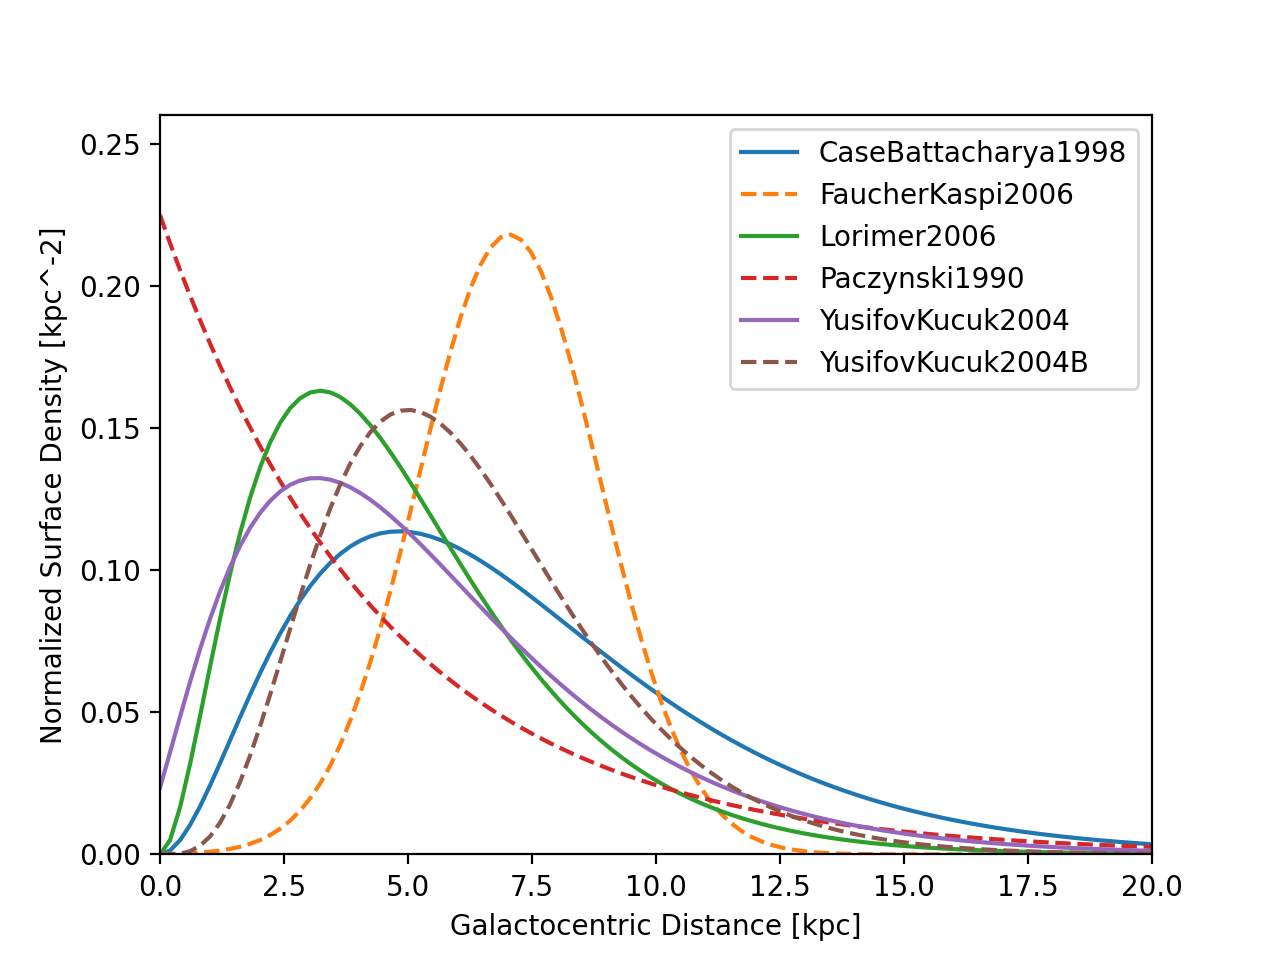 0.25
0.20
0.15
0.10
0.05
0.00
Normalized Surface Density [kpc^-2]
CaseBattacharya1998
FaucherKaspi2006
Lorimer2006
Paczynski1990
YusifovKucuk2004
YusifovKucuk2004B
0.0 2.5 5.0 7.5 10.0 12.5 15.0 17.5 20.0
Galactocentric Distance [kpc]